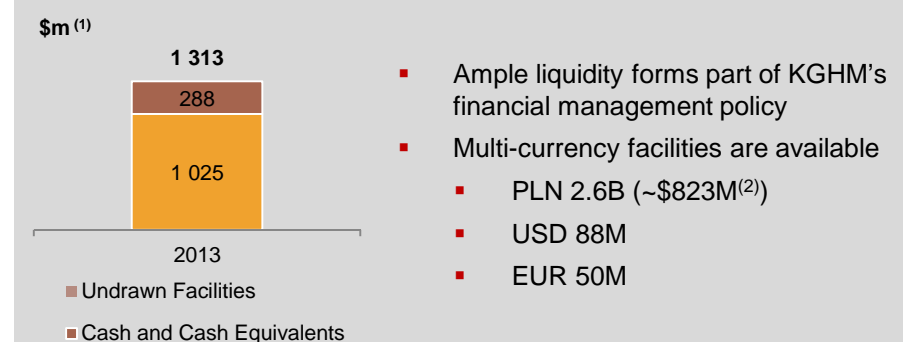 $m (1)
1 313
288
1 025
2013
Undrawn Facilities
Cash and Cash Equivalents
Ample liquidity forms part of KGHM’s
financial management policy
Multi-currency facilities are available
PLN 2.6B (~$823M(2))
USD 88M
EUR 50M